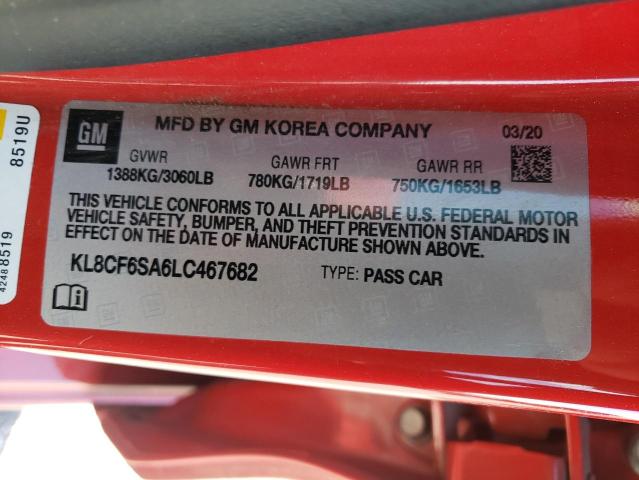 GM
MFD BY GM KOREA COMPANY
03/20
GVWR
GAWR FRT
GAWR RR
1388KG/3060LB
780KG/1719LB
750KG/1653LB
THIS VEHICLE CONFORMS TO ALL APPLICABLE U.S. FEDERAL MOTOR
VEHICLE SAFETY, BUMPER, AND THEFT PREVENTION STANDARDS IN
EFFECT ON THE DATE OF MANUFACTURE SHOWN ABOVE.
KL8CF6SA6LC467682
TYPE: PASS CAR
8519U
42488519